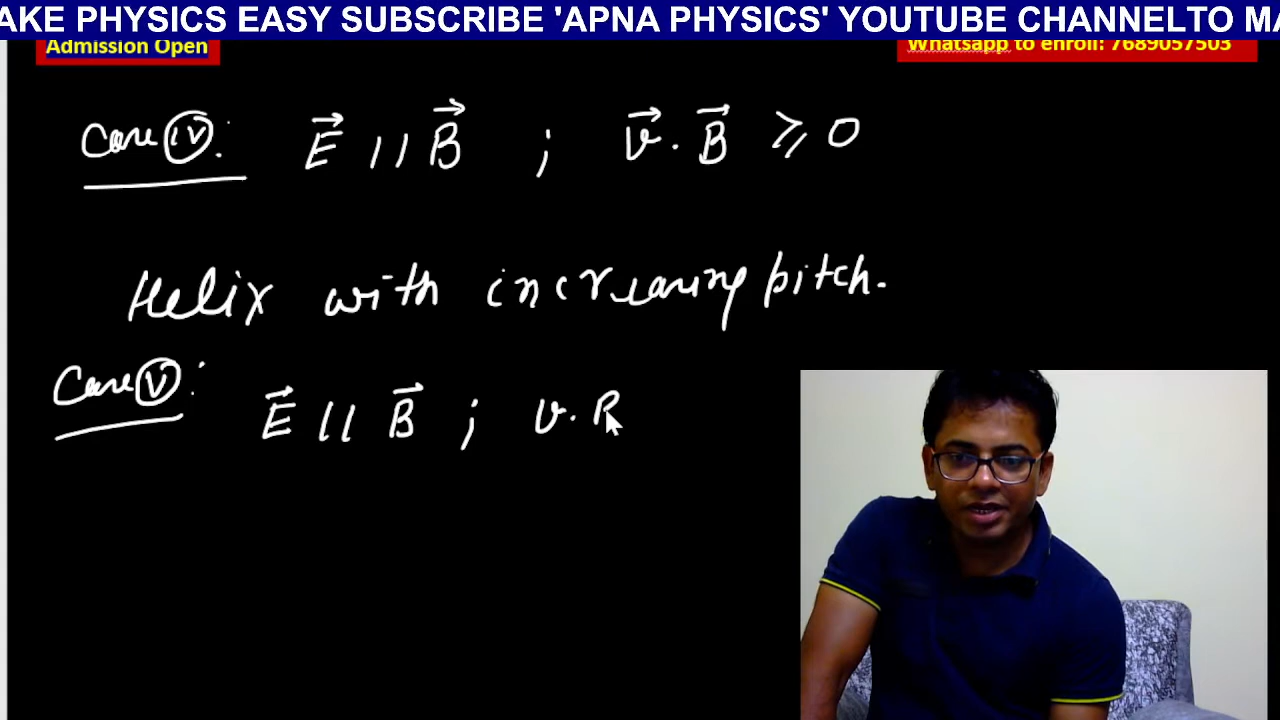 AKE PHYSICS EASY SUBSCRIBE 'APNA PHYSICS' YOUTUBE CHANNELTO MA
Admission Open
Whatsapp to enroll: 7689057503
Case (iv): E⃗ // B⃗ ; v⃗ . B⃗ ⩾ 0
Helix with increasing pitch.
Case (v): E⃗ // B⃗ ; v. B